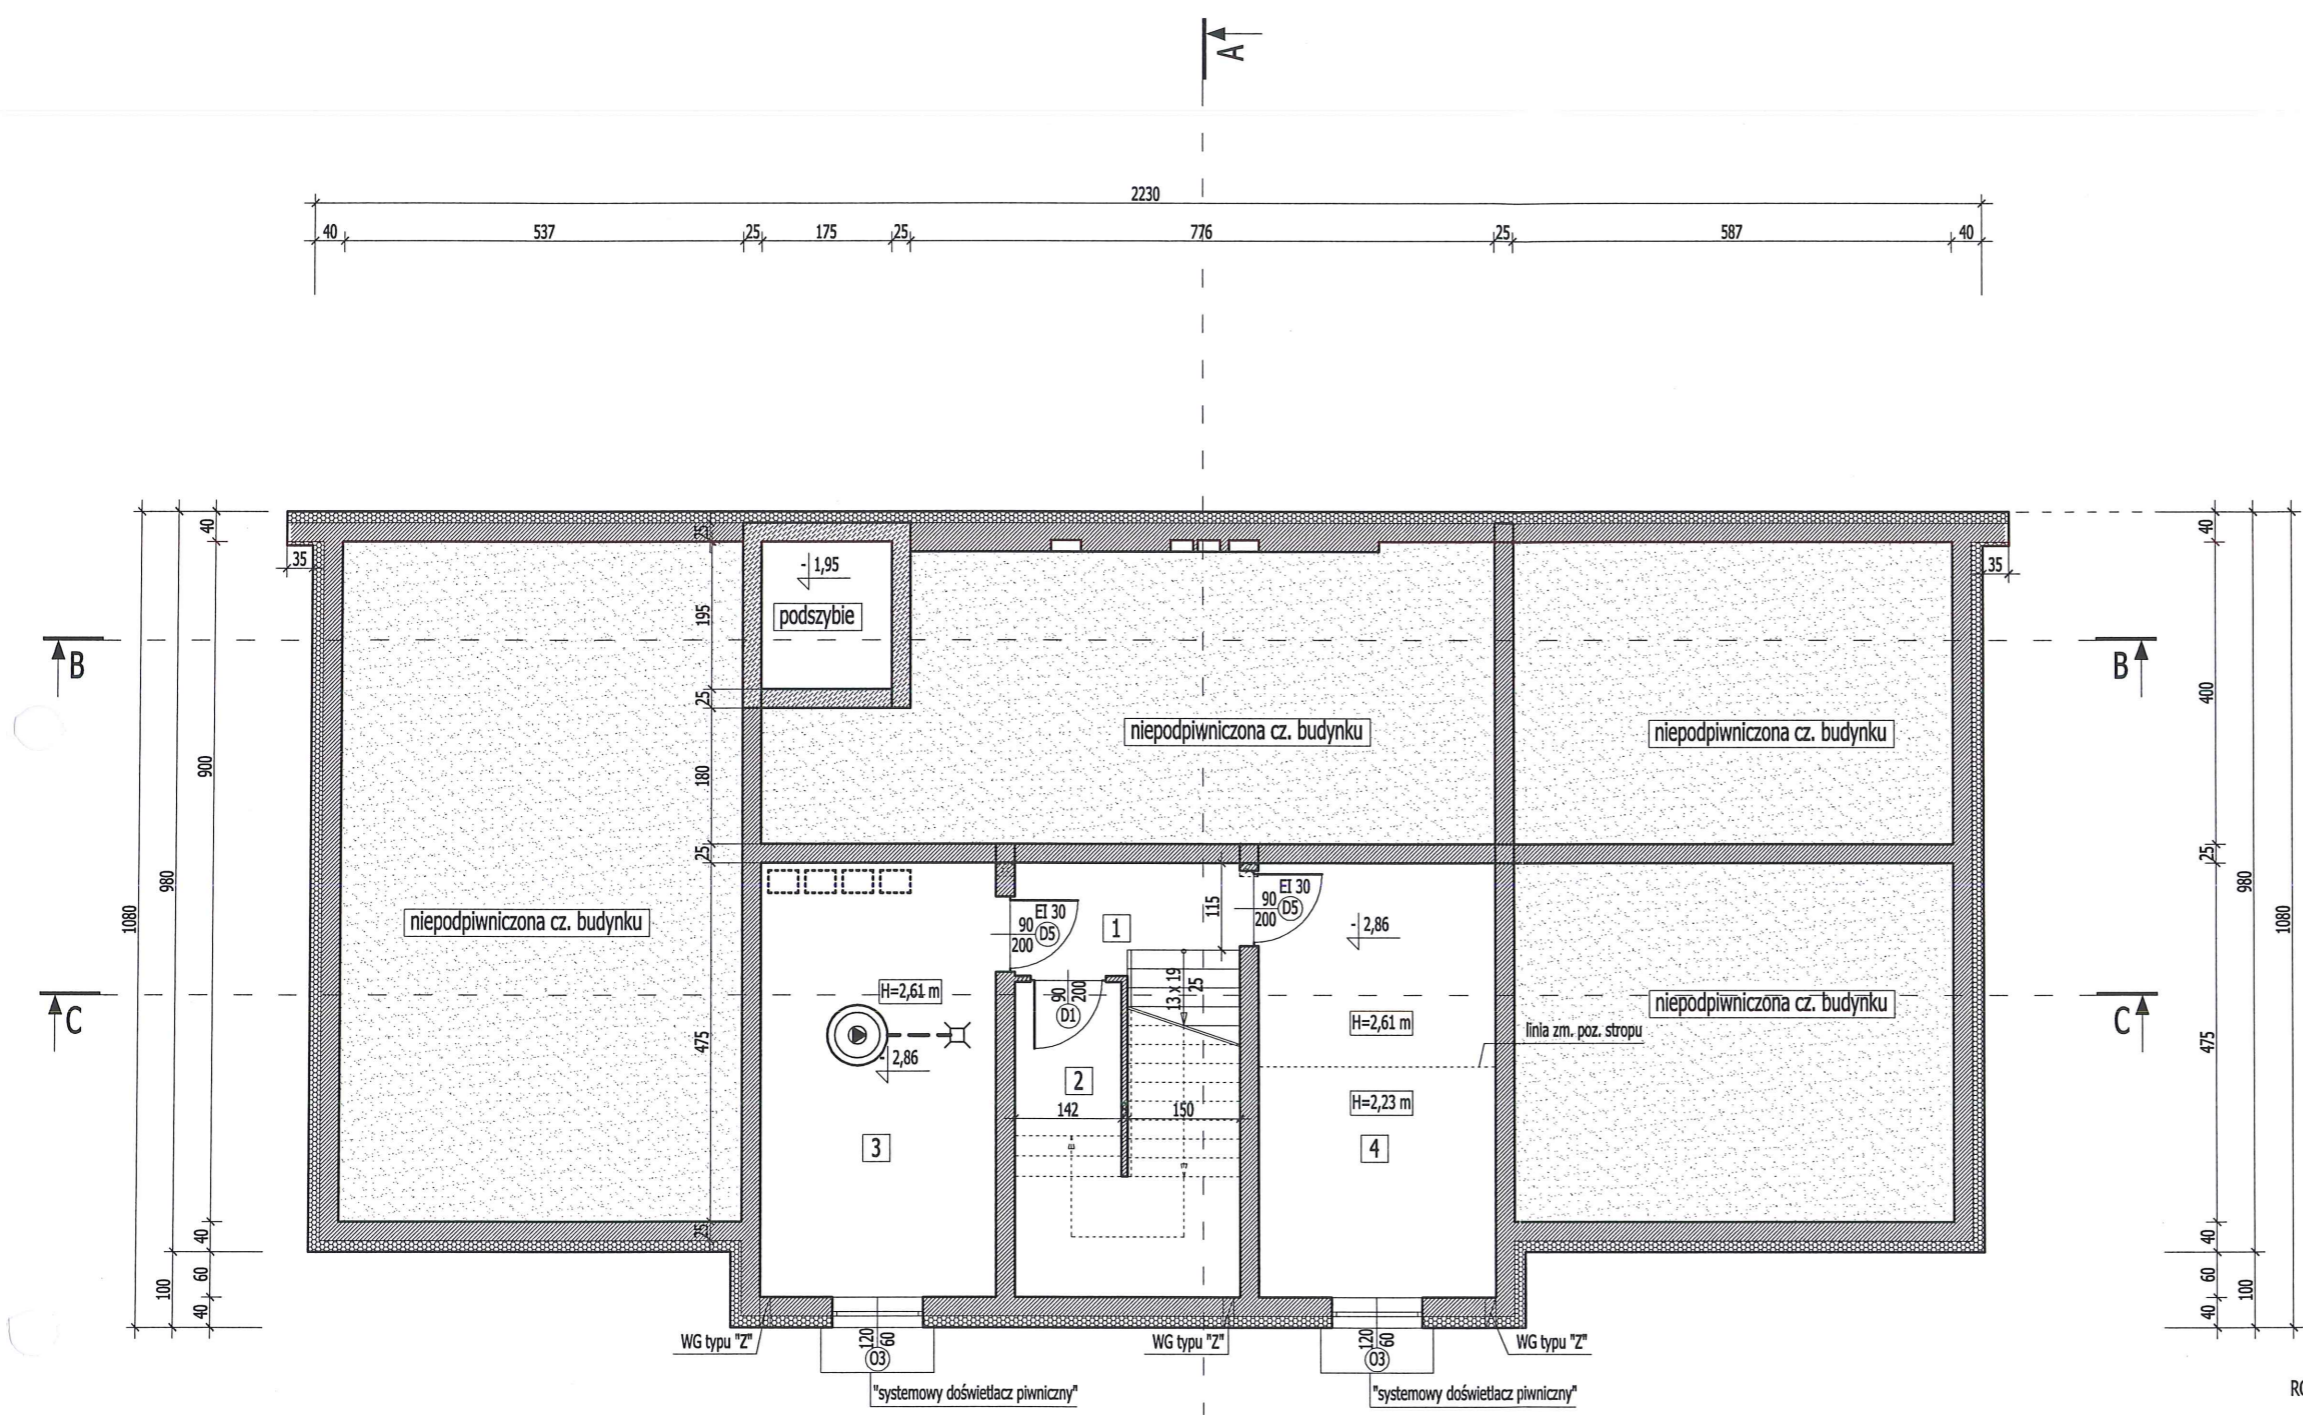 A
2230
40 537 25 175 25 776 25 587 40
40
25
40
35
35
- 1,95
podszybie
195
B
B
25
400
niepodpiwniczona cz. budynku
niepodpiwniczona cz. budynku
900
180
25
25
980
980
1080
1080
niepodpiwniczona cz. budynku
EI 30
90
D5
200
1
115
EI 30
90
D5
200
- 2,86
H=2,61 m
90
200
D1
13 x 19
25
niepodpiwniczona cz. budynku
C
C
H=2,61 m
linia zm. poz. stropu
475
475
- 2,86
2
142
150
H=2,23 m
3
4
40
25
40
60
100
40
60
100
40
WG typu "Z"
120
60
O3
WG typu "Z"
120
60
O3
WG typu "Z"
"systemowy doświetlacz piwniczny"
"systemowy doświetlacz piwniczny"
RO